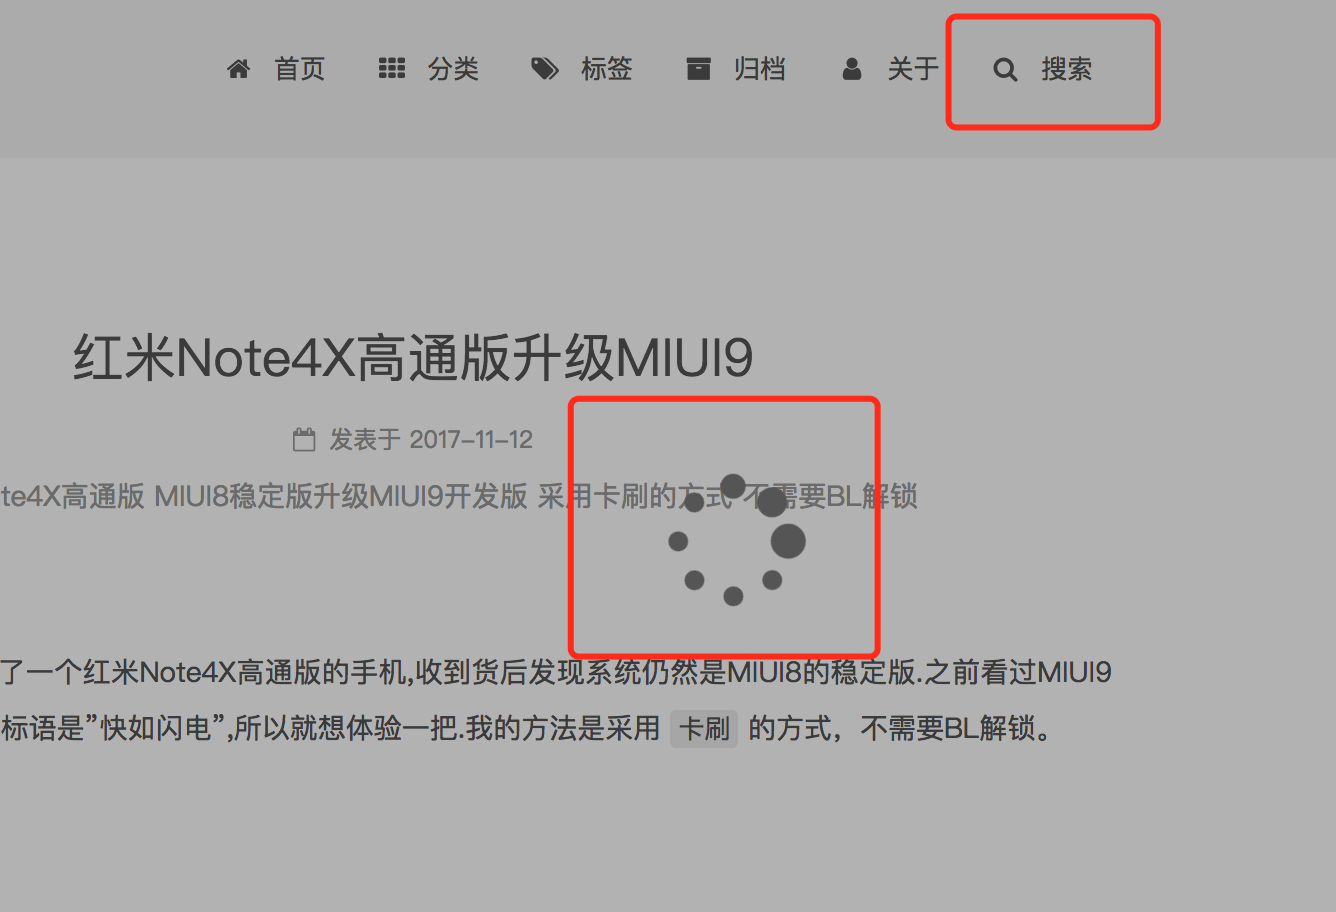 首页 分类 标签 归档 关于 搜索
红米Note4X高通版升级MIUI9
发表于 2017-11-12
te4X高通版 MIUI8稳定版升级MIUI9开发版 采用卡刷的方式 不需要BL解锁
了一个红米Note4X高通版的手机,收到货后发现系统仍然是MIUI8的稳定版.之前看过MIUI9
标语是”快如闪电”,所以就想体验一把.我的方法是采用 卡刷 的方式，不需要BL解锁。